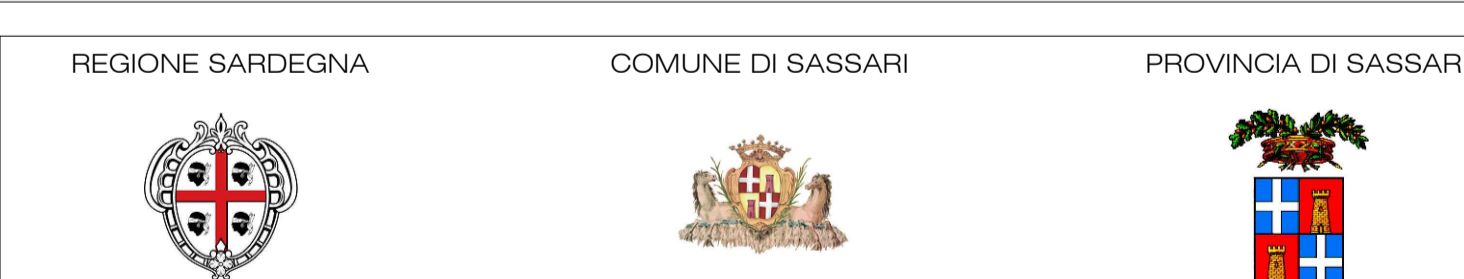 REGIONE SARDEGNA
COMUNE DI SASSARI
PROVINCIA DI SASSAR